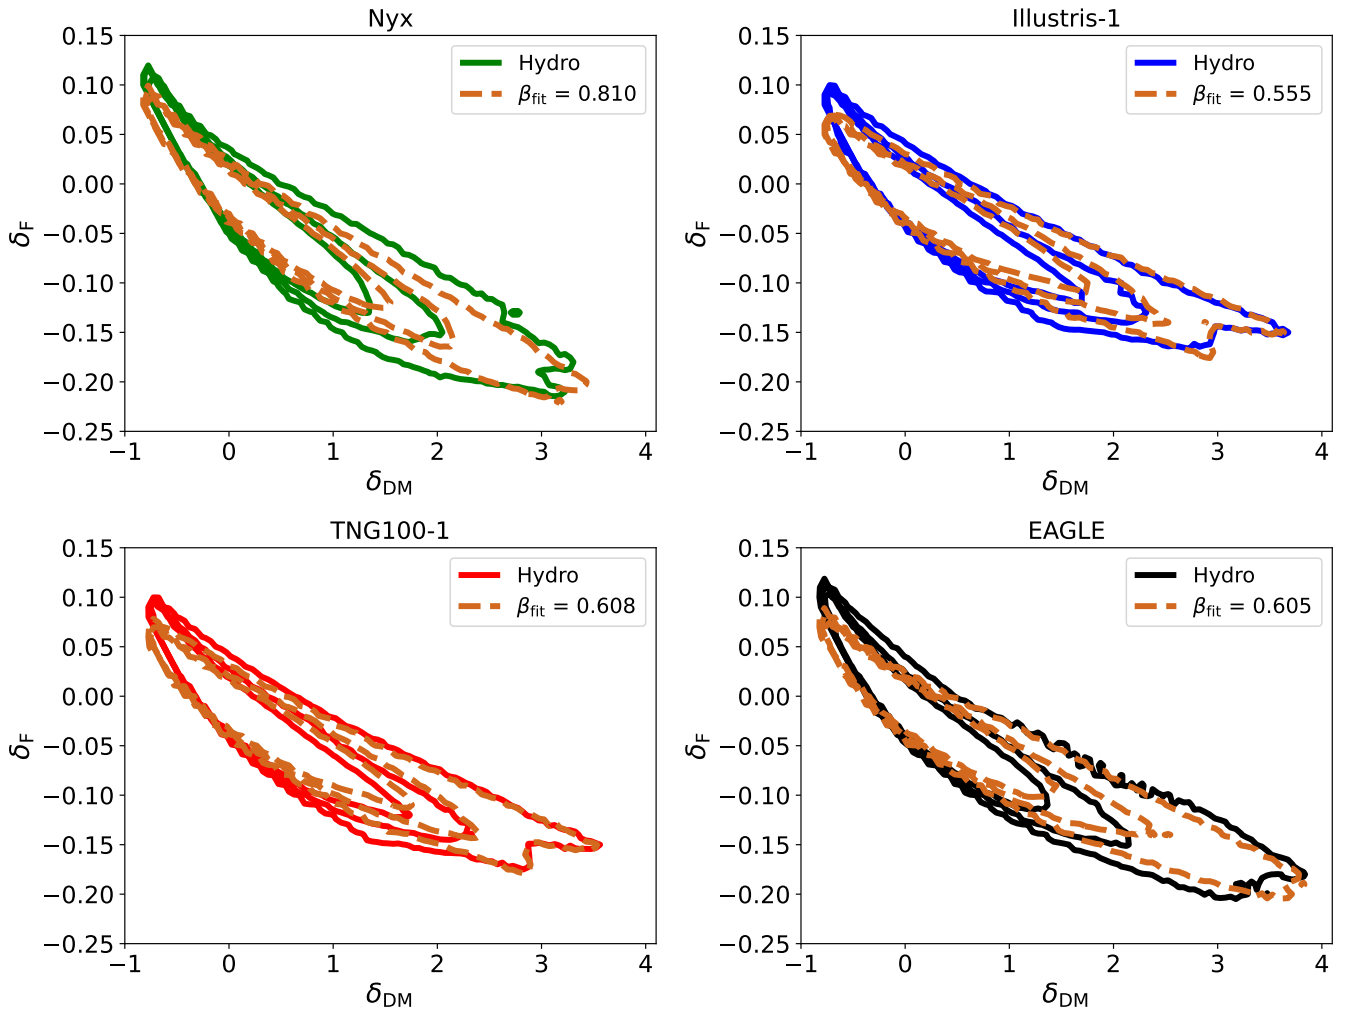 Nyx
0.15
0.10
0.05
0.00
−0.05
−0.10
−0.15
−0.20
−0.25
δF
Hydro
βfit = 0.810
−1 0 1 2 3 4
δDM
Illustris-1
0.15
0.10
0.05
0.00
−0.05
−0.10
−0.15
−0.20
−0.25
δF
Hydro
βfit = 0.555
−1 0 1 2 3 4
δDM
TNG100-1
0.15
0.10
0.05
0.00
−0.05
−0.10
−0.15
−0.20
−0.25
δF
Hydro
βfit = 0.608
−1 0 1 2 3 4
δDM
EAGLE
0.15
0.10
0.05
0.00
−0.05
−0.10
−0.15
−0.20
−0.25
δF
Hydro
βfit = 0.605
−1 0 1 2 3 4
δDM